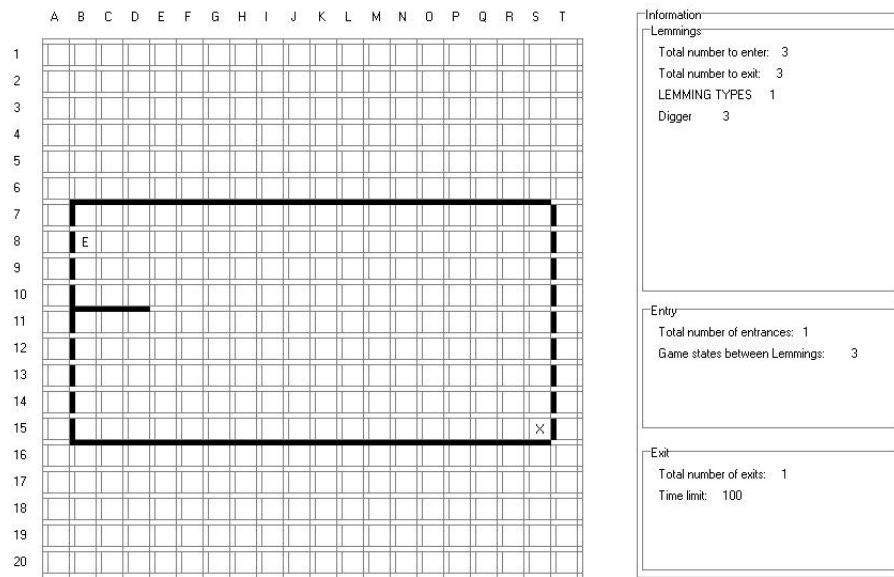 A B C D E F G H I J K L M N O P Q R S T
1
2
3
4
5
6
7
8 E
9
10
11
12
13
14
15 X
16
17
18
19
20
Information
Lemmings
Total number to enter: 3
Total number to exit: 3
LEMMING TYPES 1
Digger 3
Entry
Total number of entrances: 1
Game states between Lemmings: 3
Exit
Total number of exits: 1
Time limit: 100